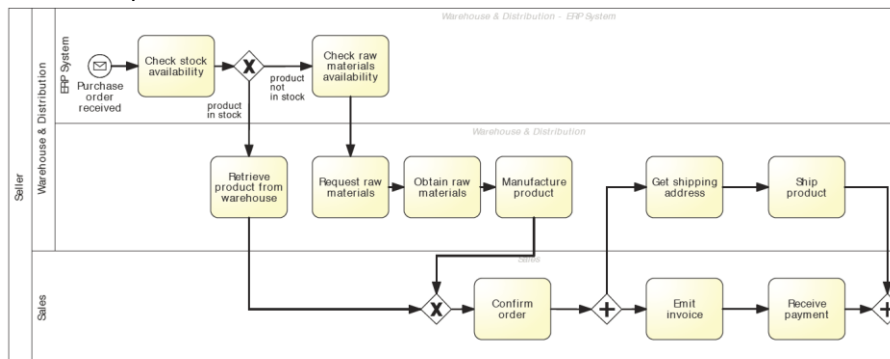 Warehouse & Distribution - ERP System
Seller
Warehouse & Distribution
ERP System
Purchase
order
received
Check stock
availability
product
in stock
product
not
in stock
Check raw
materials
availability
Warehouse & Distribution
Retrieve
product from
warehouse
Request raw
materials
Obtain raw
materials
Manufacture
product
Get shipping
address
Ship
product
Sales
Sales
Confirm
order
Emit
invoice
Receive
payment